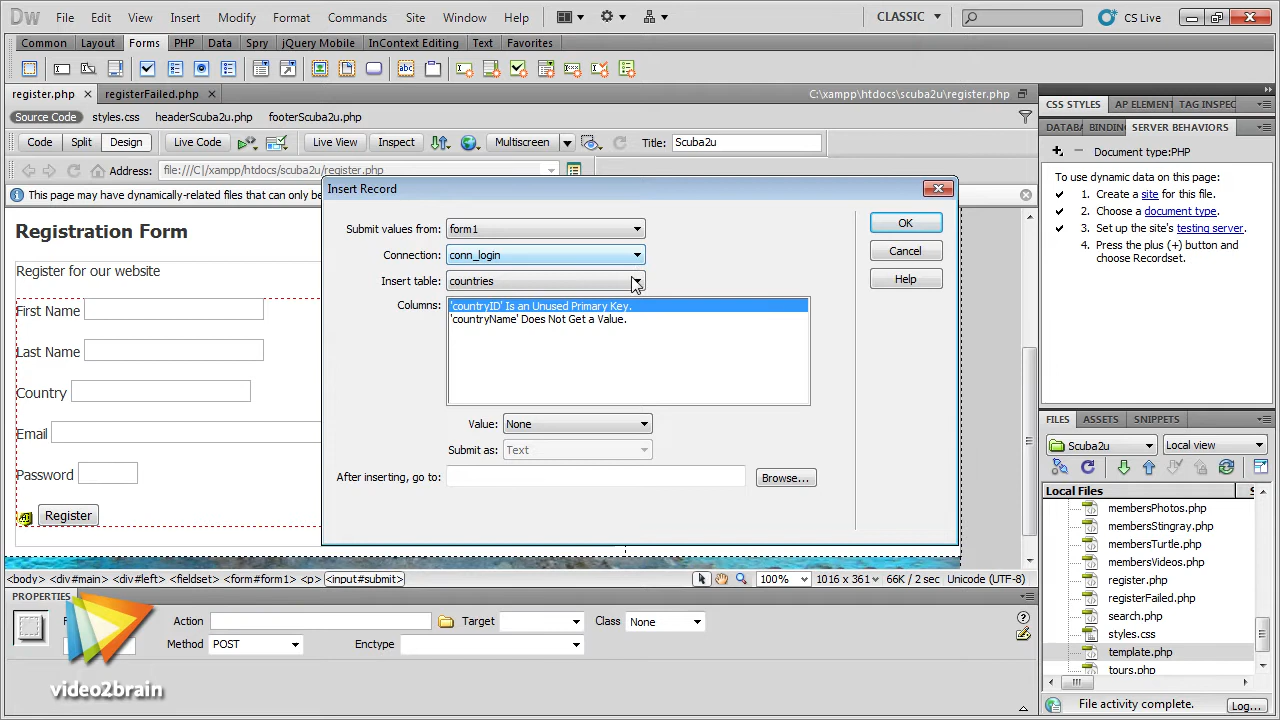 Dw File Edit View Insert Modify Format Commands Site Window Help CLASSIC CS Live
Common Layout Forms PHP Data Spry jQuery Mobile InContext Editing Text Favorites
register.php registerFailed.php C:\xampp\htdocs\scuba2u\register.php
Source Code styles.css headerScuba2u.php footerScuba2u.php
Code Split Design Live Code Live View Inspect Multiscreen Title: Scuba2u
Address: file:///C|/xampp/htdocs/scuba2u/register.php
This page may have dynamically-related files that can only be
Registration Form
Register for our website
First Name
Last Name
Country
Email
Password
Register
Insert Record
Submit values from: form1
Connection: conn_login
Insert table: countries
Columns: 'countryID' Is an Unused Primary Key.
'countryName' Does Not Get a Value.
Value: None
Submit as: Text
After inserting, go to: Browse...
OK
Cancel
Help
CSS STYLES AP ELEMEN TAG INSPEC
DATABA BINDIN SERVER BEHAVIORS
Document type:PHP
To use dynamic data on this page:
1. Create a site for this file.
2. Choose a document type.
3. Set up the site's testing server.
4. Press the plus (+) button and
choose Recordset.
FILES ASSETS SNIPPETS
Scuba2u Local view
Local Files S
membersPhotos.php
membersStingray.php
membersTurtle.php
membersVideos.php
register.php
registerFailed.php
search.php
styles.css
template.php
tours.php
File activity complete. Log...
<body> <div#main> <div#left> <fieldset> <form#form1> <p> <input#submit> 100% 1016 x 361 66K / 2 sec Unicode (UTF-8)
PROPERTIES
Action Target Class None
Method POST Enctype
video2brain